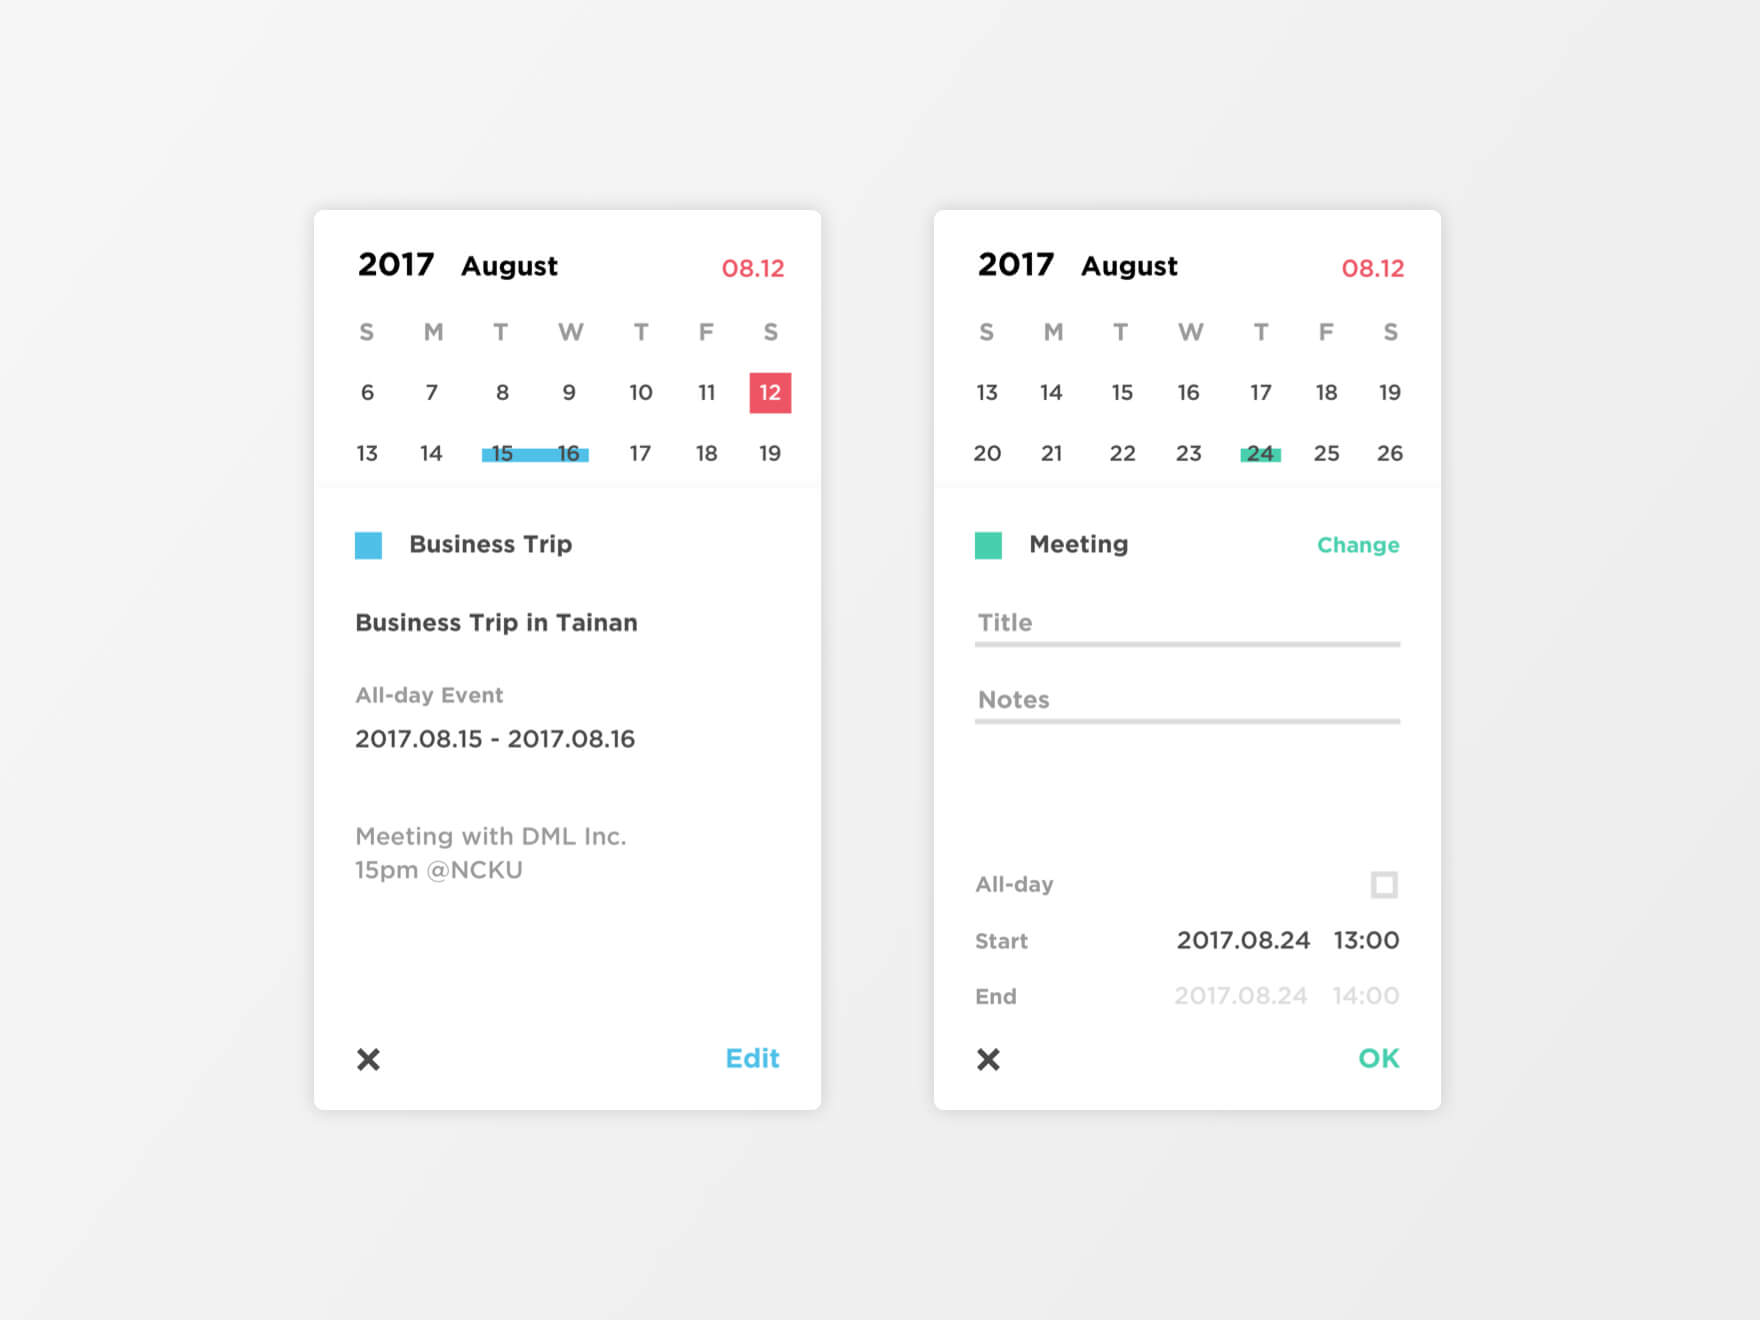 2017 August 08.12
S M T W T F S
6 7 8 9 10 11 12
13 14 15 16 17 18 19
Business Trip
Business Trip in Tainan
All-day Event
2017.08.15 - 2017.08.16
Meeting with DML Inc.
15pm @NCKU
Edit
2017 August 08.12
S M T W T F S
13 14 15 16 17 18 19
20 21 22 23 24 25 26
Meeting Change
Title
Notes
All-day
Start 2017.08.24 13:00
End 2017.08.24 14:00
OK